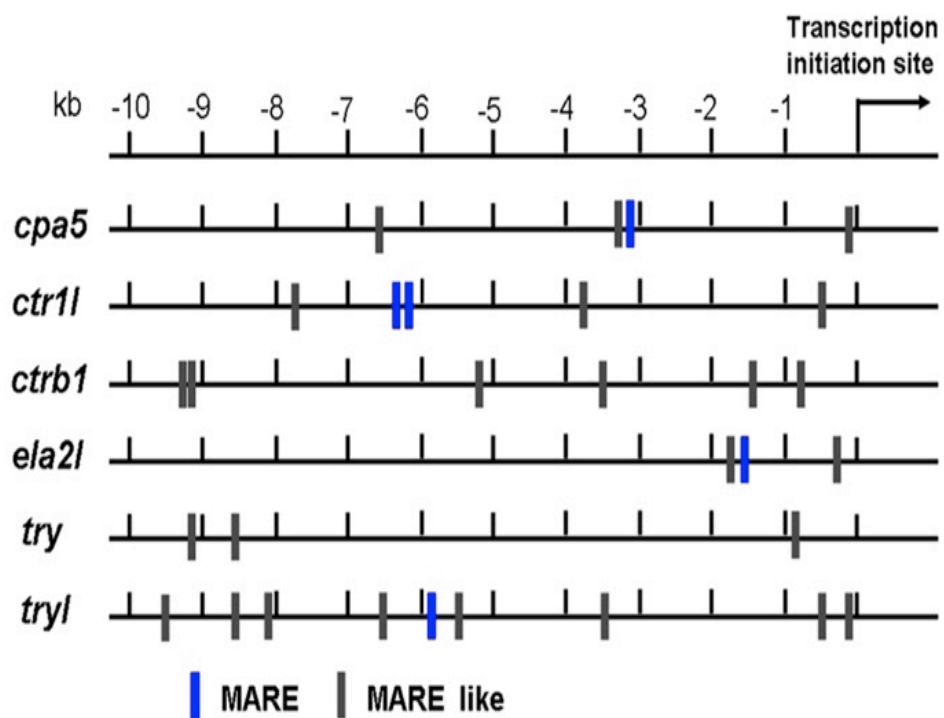 Transcription
initiation site
kb -10 -9 -8 -7 -6 -5 -4 -3 -2 -1
cpa5
ctr1l
ctrb1
ela2l
try
tryl
MARE MARE like